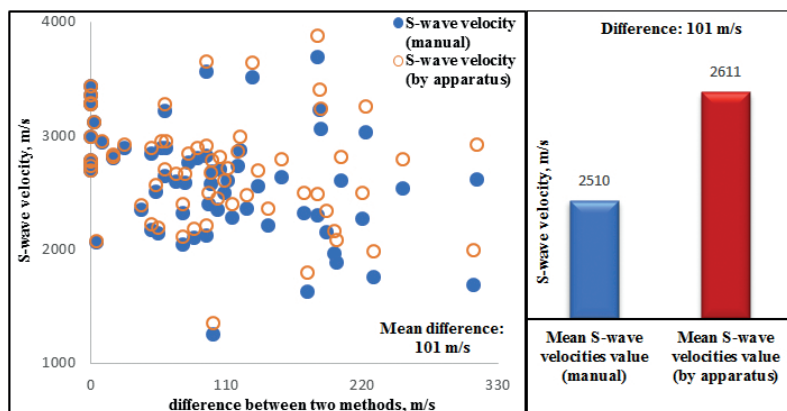 4000
3000
2000
1000
S-wave velocity, m/s
S-wave velocity
(manual)
S-wave velocity
(by apparatus)
Mean difference:
101 m/s
0
110
220
330
difference between two methods, m/s
Difference: 101 m/s
S-wave velocity, m/s
2510
2611
Mean S-wave
velocities value
(manual)
Mean S-wave
velocities value
(by apparatus)